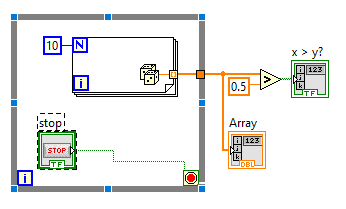 10 N
i
x > y?
i 123
j
k TF
0.5
>
stop
STOP
TF
Array
i 123
j
k DBL
i